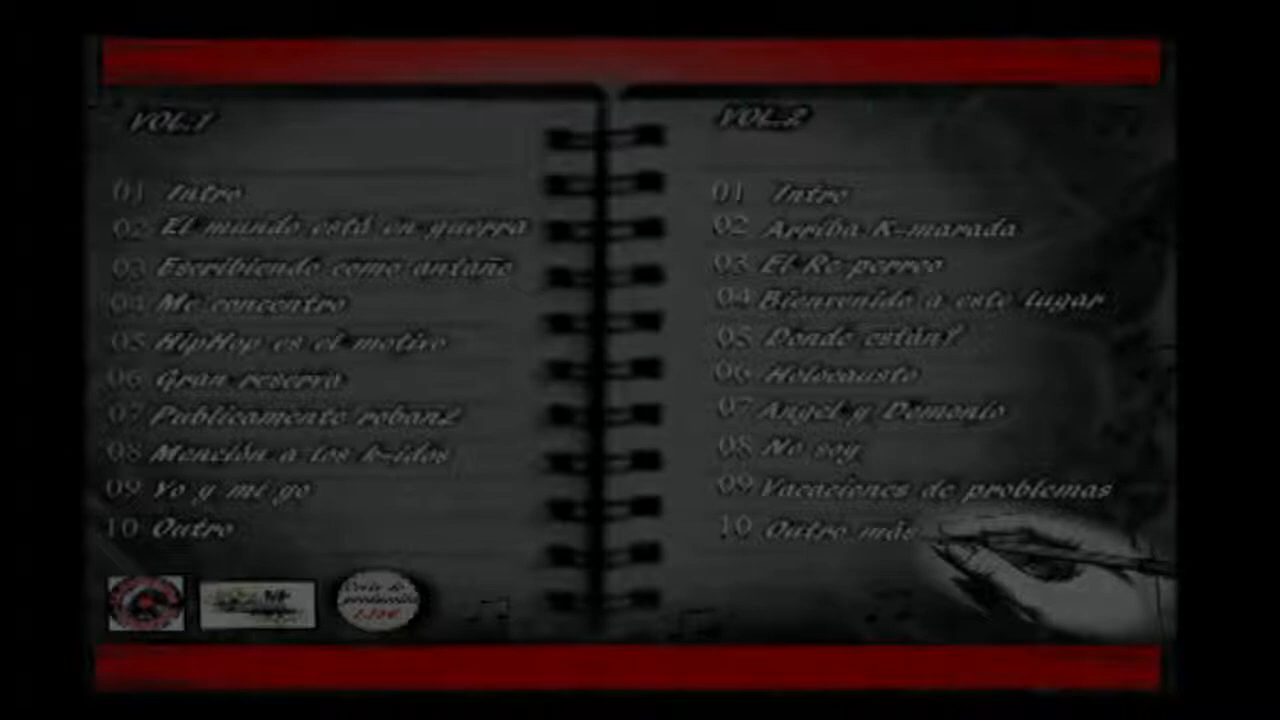 VOL.1
01 Intro
02 El mundo está en guerra
03 Escribiendo como antaño
04 Me concentro
05 HipHop es el motivo
06 Gran reserva
07 Publicamente roban2
08 Mención a los k-idos
09 Yo y mi yo
10 Outro
VOL.2
01 Intro
02 Arriba K-marada
03 El Re perreo
04 Bienvenido a este lugar
05 Donde están?
06 Holocausto
07 Angel y Demonio
08 No soy
09 Vacaciones de problemas
10 Outro más